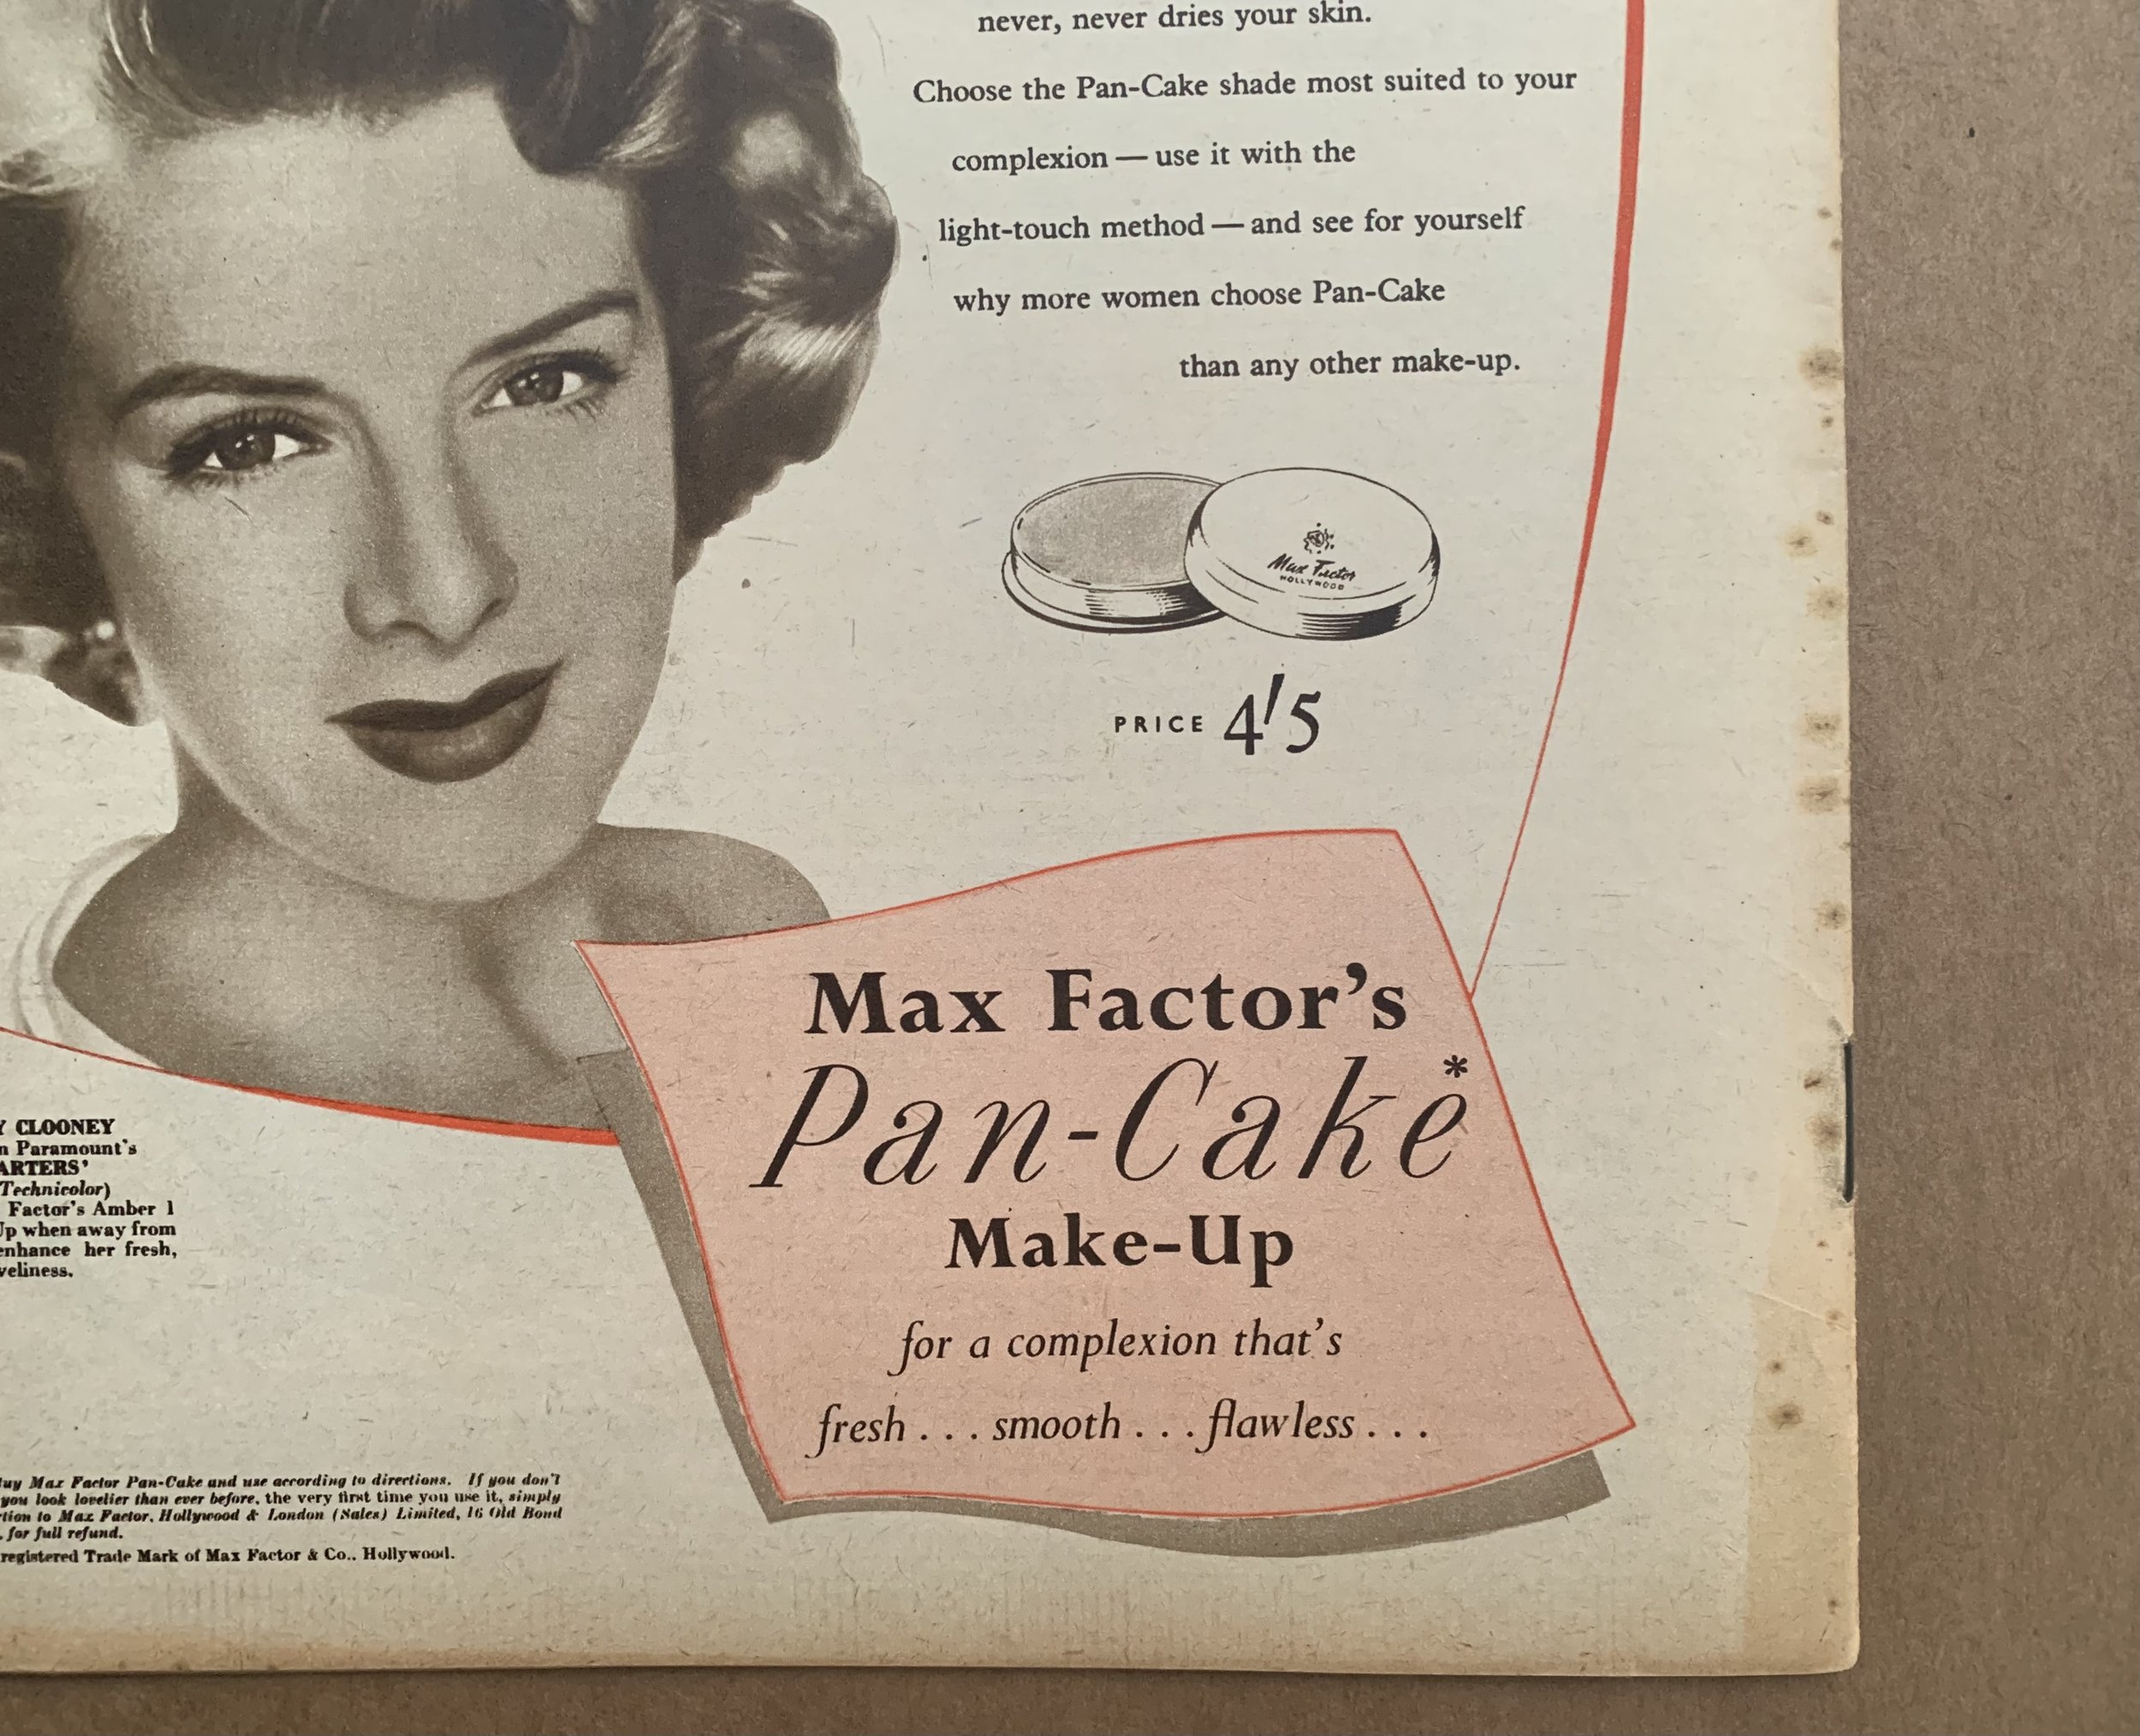 never, never dries your skin.
Choose the Pan-Cake shade most suited to your
complexion — use it with the
light-touch method — and see for yourself
why more women choose Pan-Cake
than any other make-up.
Max Factor
HOLLYWOOD
PRICE 4/5
Max Factor's
Pan-Cake*
Make-Up
for a complexion that's
fresh . . . smooth . . . flawless . . .
CLOONEY
Paramount's
Technicolor)
Factor's Amber 1
when away from
enhance her fresh,
Max Factor Pan-Cake and use according to directions. If you don't
you look lovelier than ever before, the very first time you use it, simply
to Max Factor, Hollywood & London (Sales) Limited, 16 Old Bond
, for full refund.
registered Trade Mark of Max Factor & Co., Hollywood.